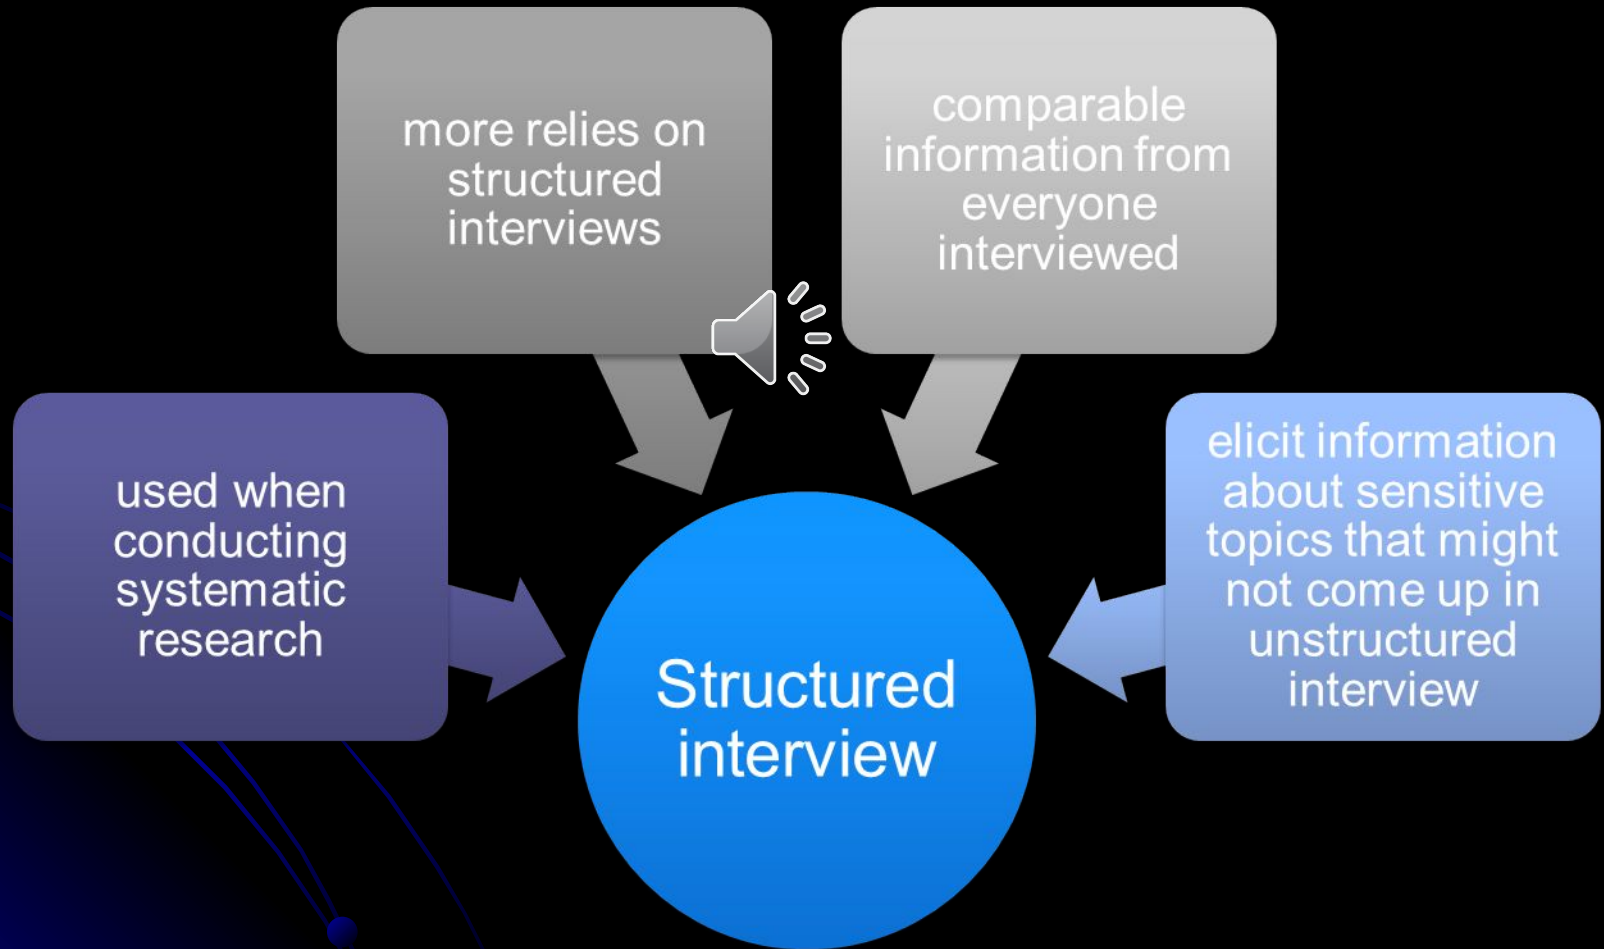 more relies on
structured
interviews
comparable
information from
everyone
interviewed
used when
conducting
systematic
research
elicit information
about sensitive
topics that might
not come up in
unstructured
interview
Structured
interview